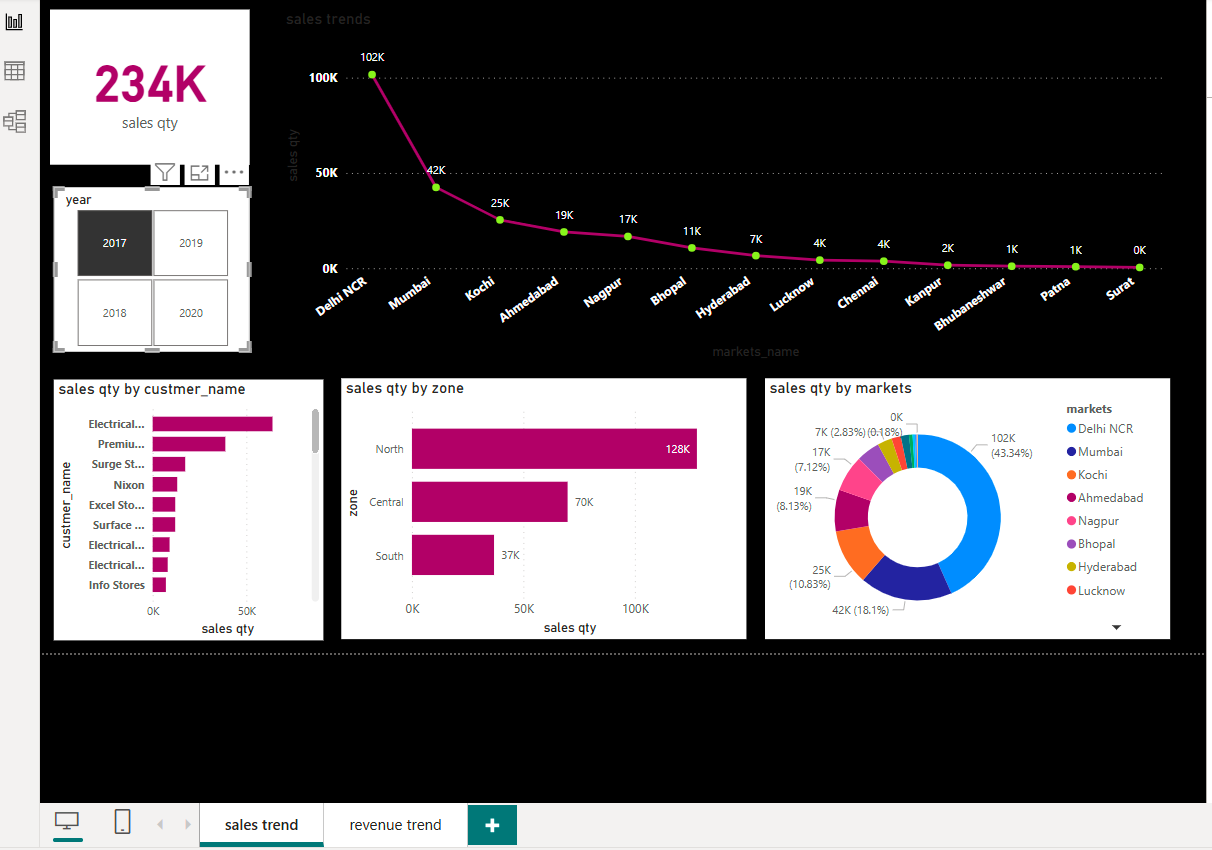 234K
sales qty
year
2017
2019
2018
2020
sales trends
sales qty
100K
50K
0K
102K
42K
25K
19K
17K
11K
7K
4K
4K
2K
1K
1K
0K
Delhi NCR
Mumbai
Kochi
Ahmedabad
Nagpur
Bhopal
Hyderabad
Lucknow
Chennai
Kanpur
Bhubaneshwar
Patna
Surat
markets_name
sales qty by custmer_name
custmer_name
Electrical...
Premiu...
Surge St...
Nixon
Excel Sto...
Surface ...
Electrical...
Electrical...
Info Stores
0K
50K
sales qty
sales qty by zone
zone
North
128K
Central
70K
South
37K
0K
50K
100K
sales qty
sales qty by markets
0K
(0.18%)
7K (2.83%)
17K
(7.12%)
19K
(8.13%)
25K
(10.83%)
42K (18.1%)
102K
(43.34%)
markets
Delhi NCR
Mumbai
Kochi
Ahmedabad
Nagpur
Bhopal
Hyderabad
Lucknow
sales trend
revenue trend